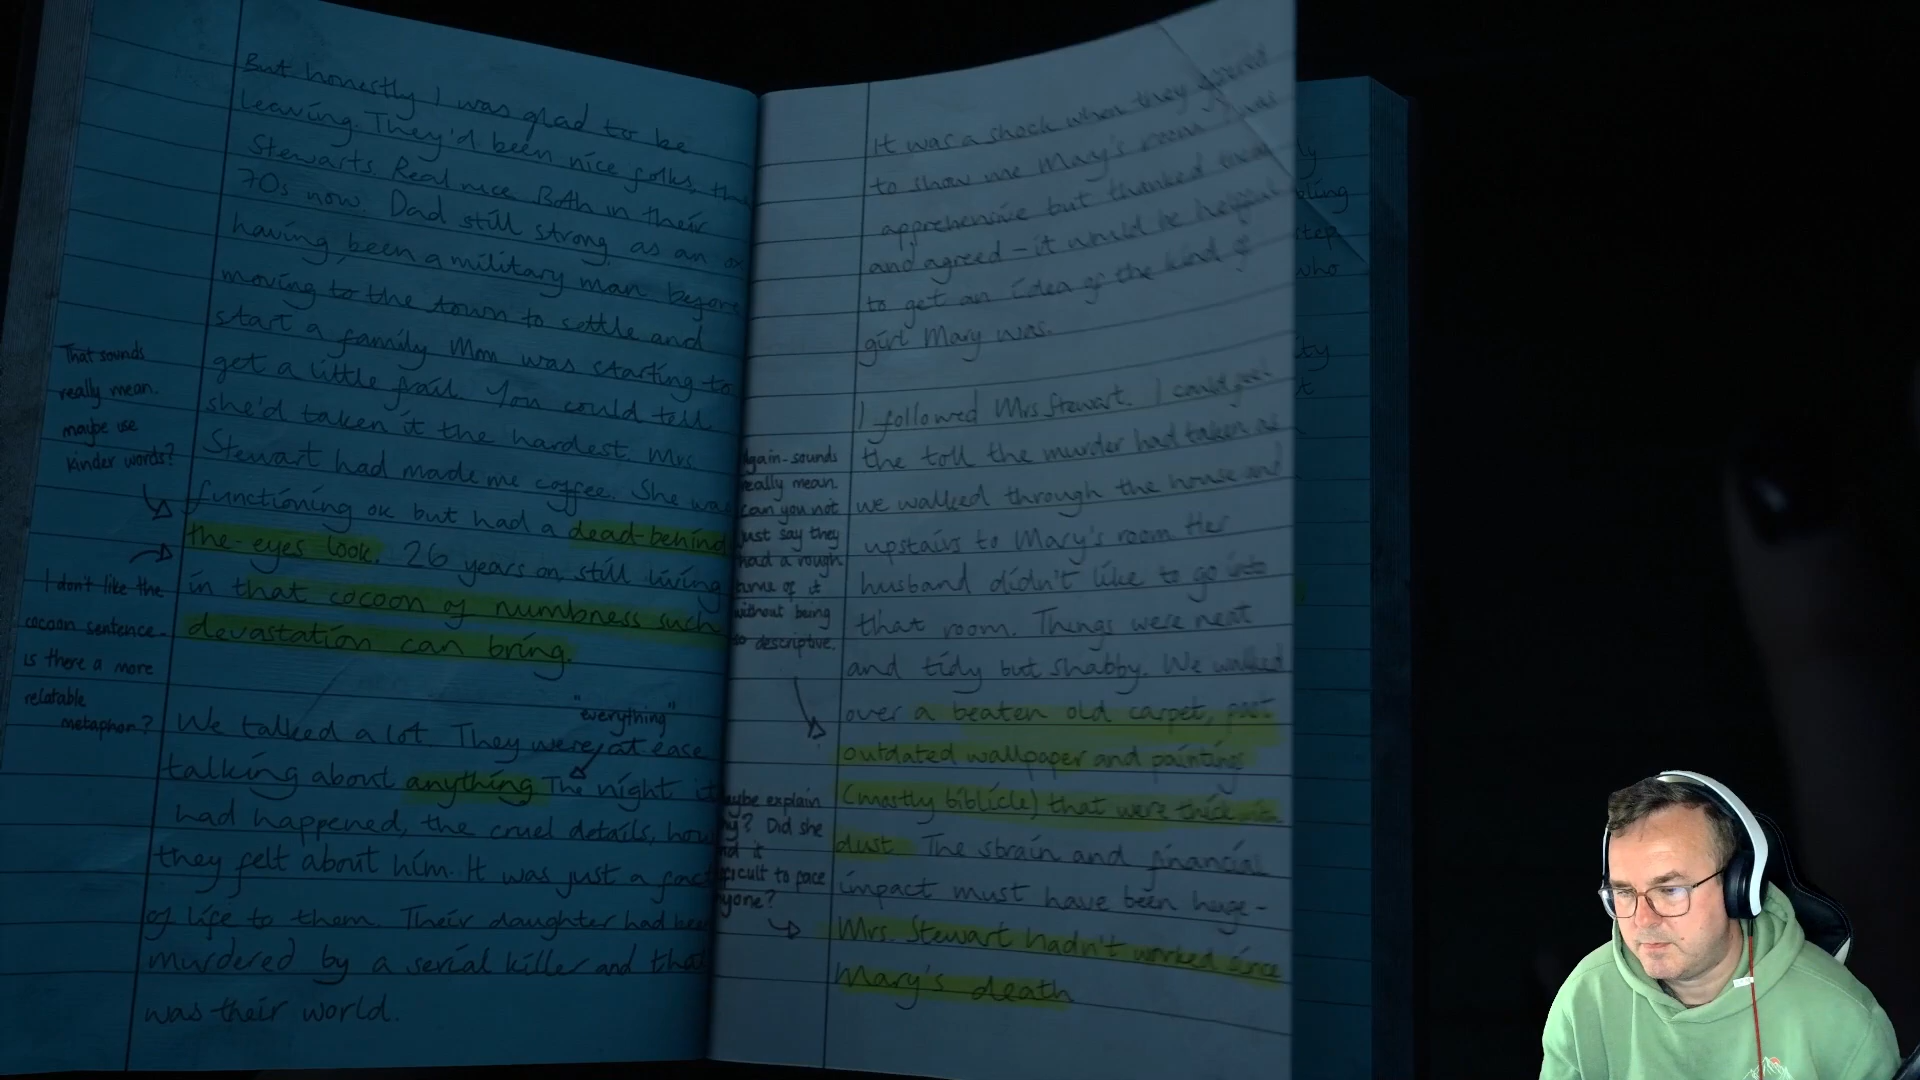 But honestly I was glad to be
leaving. They'd been nice folks, the
Stewarts. Real nice. Both in their
70s now. Dad still strong as an ox
having been a military man before
moving to the town to settle and
start a family. Mom was starting to
get a little frail. You could tell
she'd taken it the hardest. Mrs
Stewart had made me coffee. She was
functioning ok but had a dead-behind
the-eyes look. 26 years on, still living
in that cocoon of numbness such
devastation can bring.
"everything"
We talked a lot. They were at ease
talking about anything The night it
had happened, the cruel details, how
they felt about him. It was just a fact
of life to them. Their daughter had been
murdered by a serial killer and that
was their world.
That sounds
really mean.
maybe use
kinder words?
I don't like the
cocoon sentence.
is there a more
relatable
metaphor?
It was a shock when they offered
to show me Mary's room. I was
apprehensive but thanked them
and agreed - it would be helpful
to get an idea of the kind of
girl Mary was.
I followed Mrs Stewart. I could feel
the toll the murder had taken as
we walked through the house and
upstairs to Mary's room. Her
husband didn't like to go into
that room. Things were neat
and tidy but shabby. We walked
over a beaten old carpet, past
outdated wallpaper and paintings
(mostly biblicle) that were thick with
dust. The strain and financial
impact must have been huge-
Mrs. Stewart hadn't worked since
Mary's death
Again-sounds
really mean.
can you not
just say they
had a rough
time of it
without being
so descriptive.
maybe explain
why? Did she
find it
difficult to face
anyone?
step
who